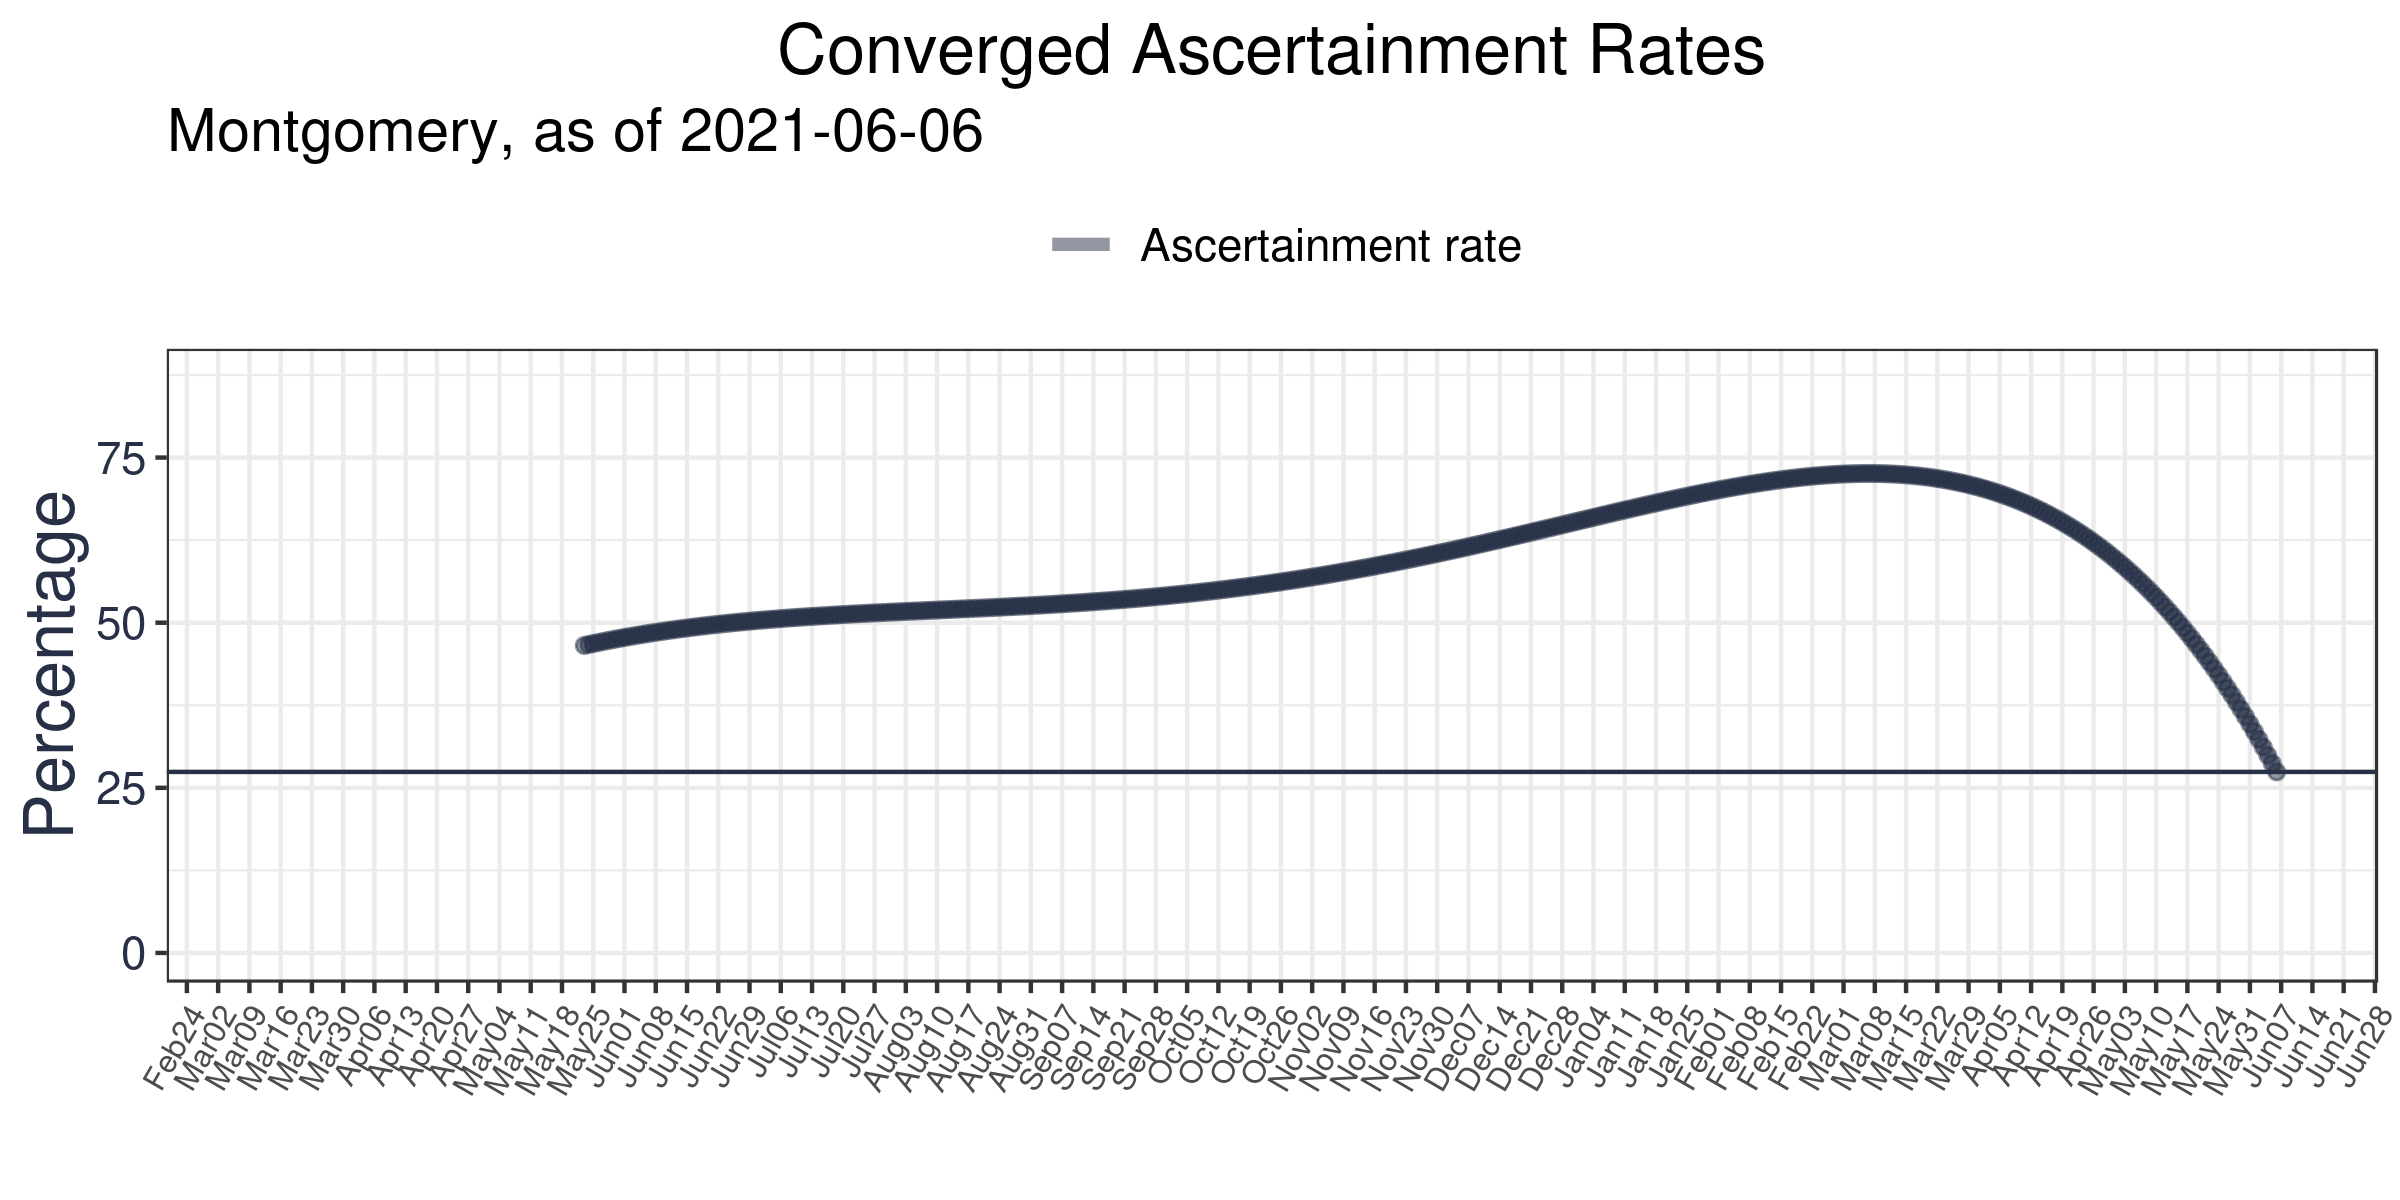 Converged Ascertainment Rates
Montgomery, as of 2021-06-06
Ascertainment rate
Percentage
75
50
25
0
Feb24
Mar02
Mar09
Mar16
Mar23
Mar30
Apr06
Apr13
Apr20
Apr27
May04
May11
May18
May25
Jun01
Jun08
Jun15
Jun22
Jun29
Jul06
Jul13
Jul20
Jul27
Aug03
Aug10
Aug17
Aug24
Aug31
Sep07
Sep14
Sep21
Sep28
Oct05
Oct12
Oct19
Oct26
Nov02
Nov09
Nov16
Nov23
Nov30
Dec07
Dec14
Dec21
Dec28
Jan04
Jan11
Jan18
Jan25
Feb01
Feb08
Feb15
Feb22
Mar01
Mar08
Mar15
Mar22
Mar29
Apr05
Apr12
Apr19
Apr26
May03
May10
May17
May24
May31
Jun07
Jun14
Jun21
Jun28